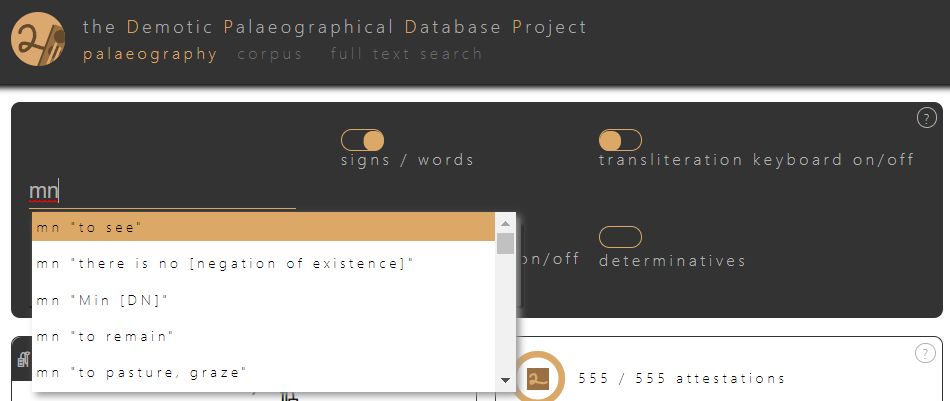 the Demotic Palaeographical Database Project
palaeography corpus full text search
?
signs / words
transliteration keyboard on/off
mn
mn "to see"
mn "there is no [negation of existence]"
on/off
determinatives
mn "Min [DN]"
mn "to remain"
mn "to pasture, graze"
?
555 / 555 attestations